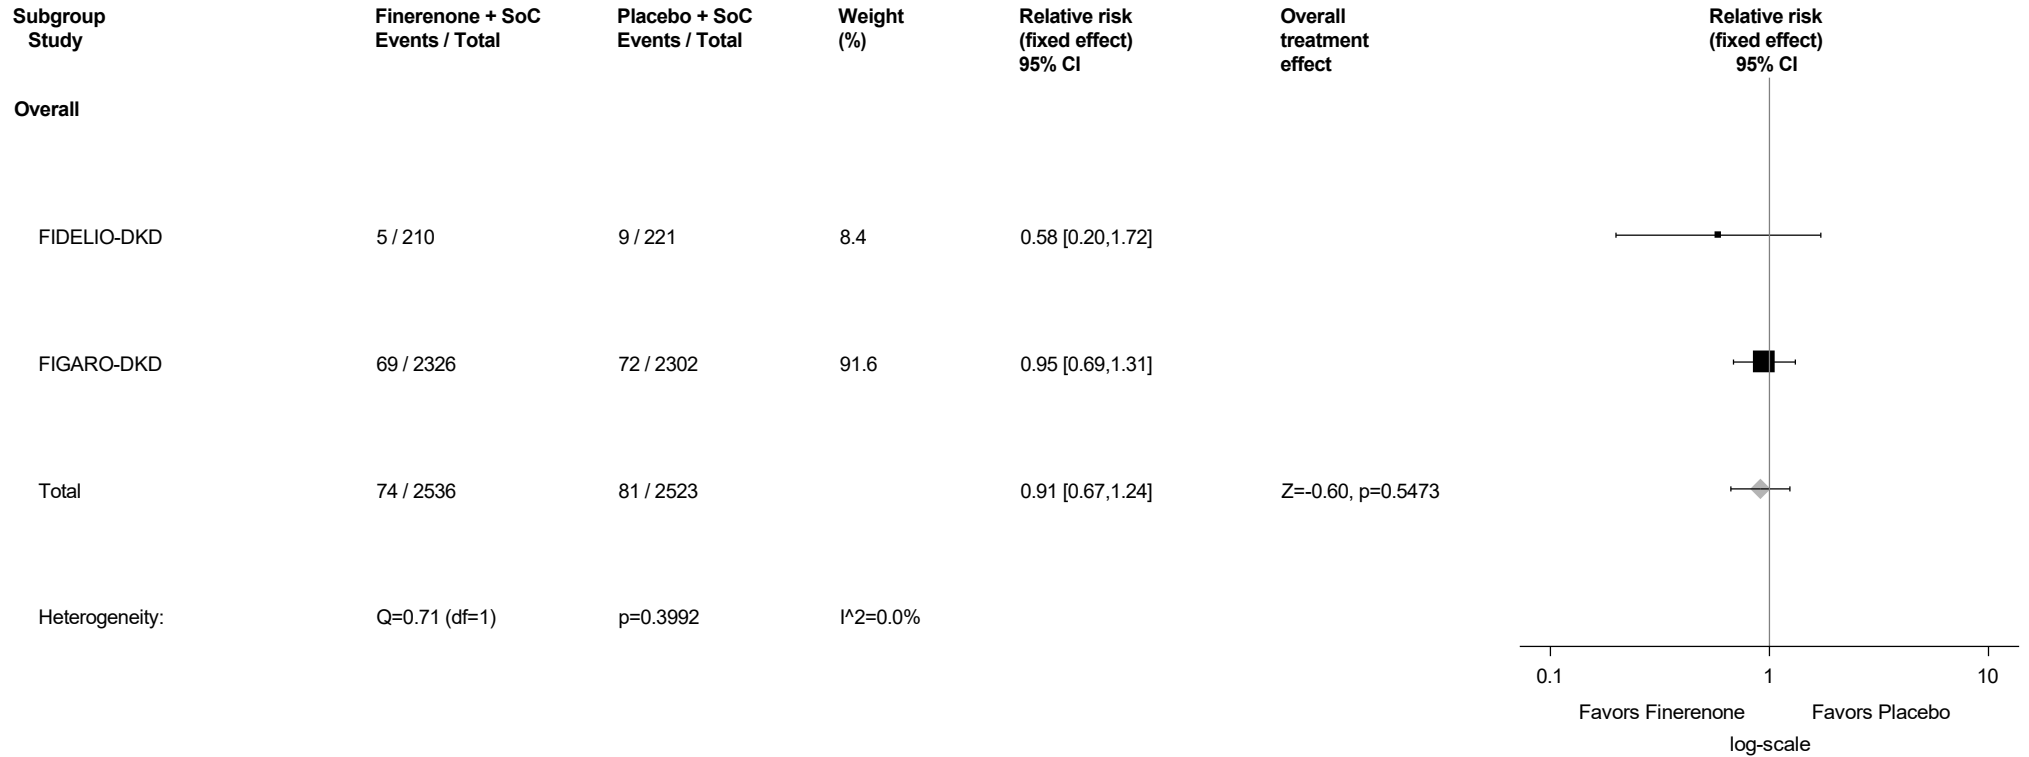 Subgroup Finerenone + SoC Placebo + SoC Weight Relative risk Overall Relative risk
Study Events / Total Events / Total (%) (fixed effect) treatment (fixed effect)
95% CI effect 95% CI
Overall
FIDELIO-DKD 5 / 210 9 / 221 8.4 0.58 [0.20,1.72]
FIGARO-DKD 69 / 2326 72 / 2302 91.6 0.95 [0.69,1.31]
Total 74 / 2536 81 / 2523 0.91 [0.67,1.24] Z=-0.60, p=0.5473
Heterogeneity: Q=0.71 (df=1) p=0.3992 I^2=0.0%
0.1 1 10
Favors Finerenone Favors Placebo
log-scale